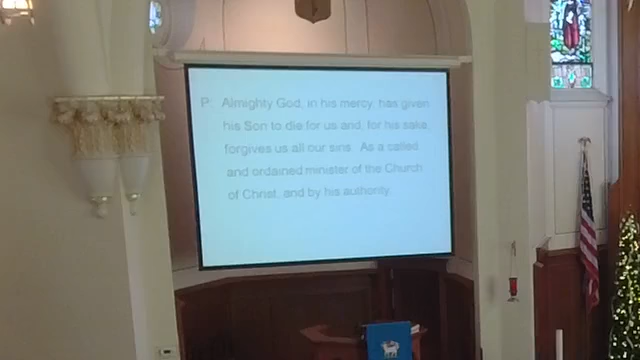 P: Almighty God, in his mercy, has given
his Son to die for us and, for his sake,
forgives us all our sins. As a called
and ordained minister of the Church
of Christ, and by his authority